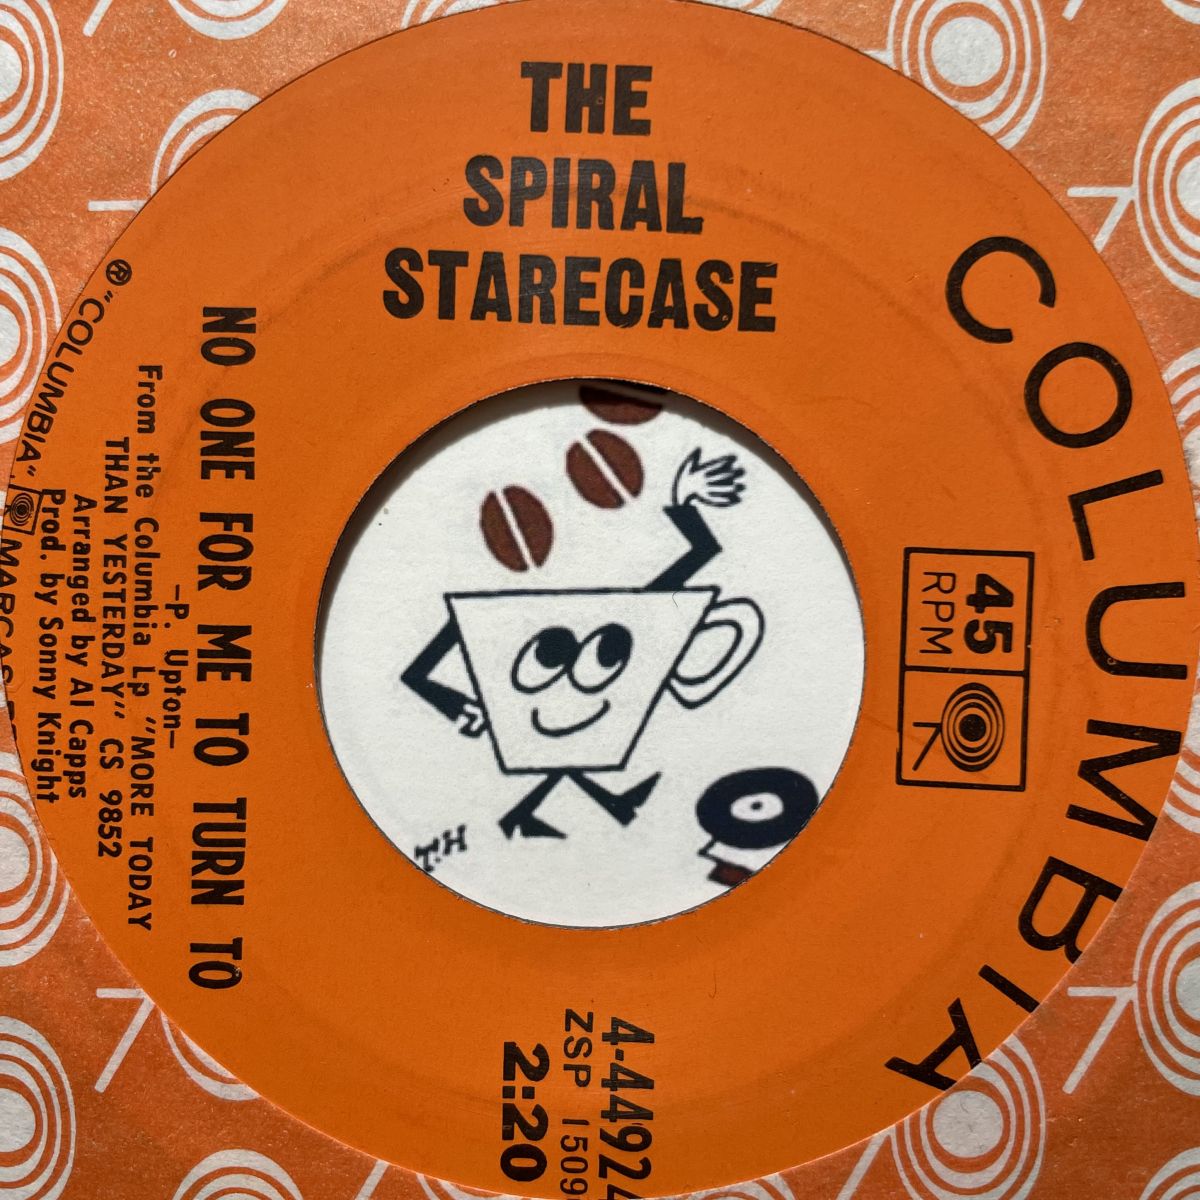 THE
SPIRAL
STARECASE
COLUMBIA
45
RPM
NO ONE FOR ME TO TURN TO
—P. Upton—
From the Columbia Lp "MORE TODAY
THAN YESTERDAY" CS 9852
Arranged by Al Capps
Prod. by Sonny Knight
® "COLUMBIA"
4-4492
ZSP 1509
2:20